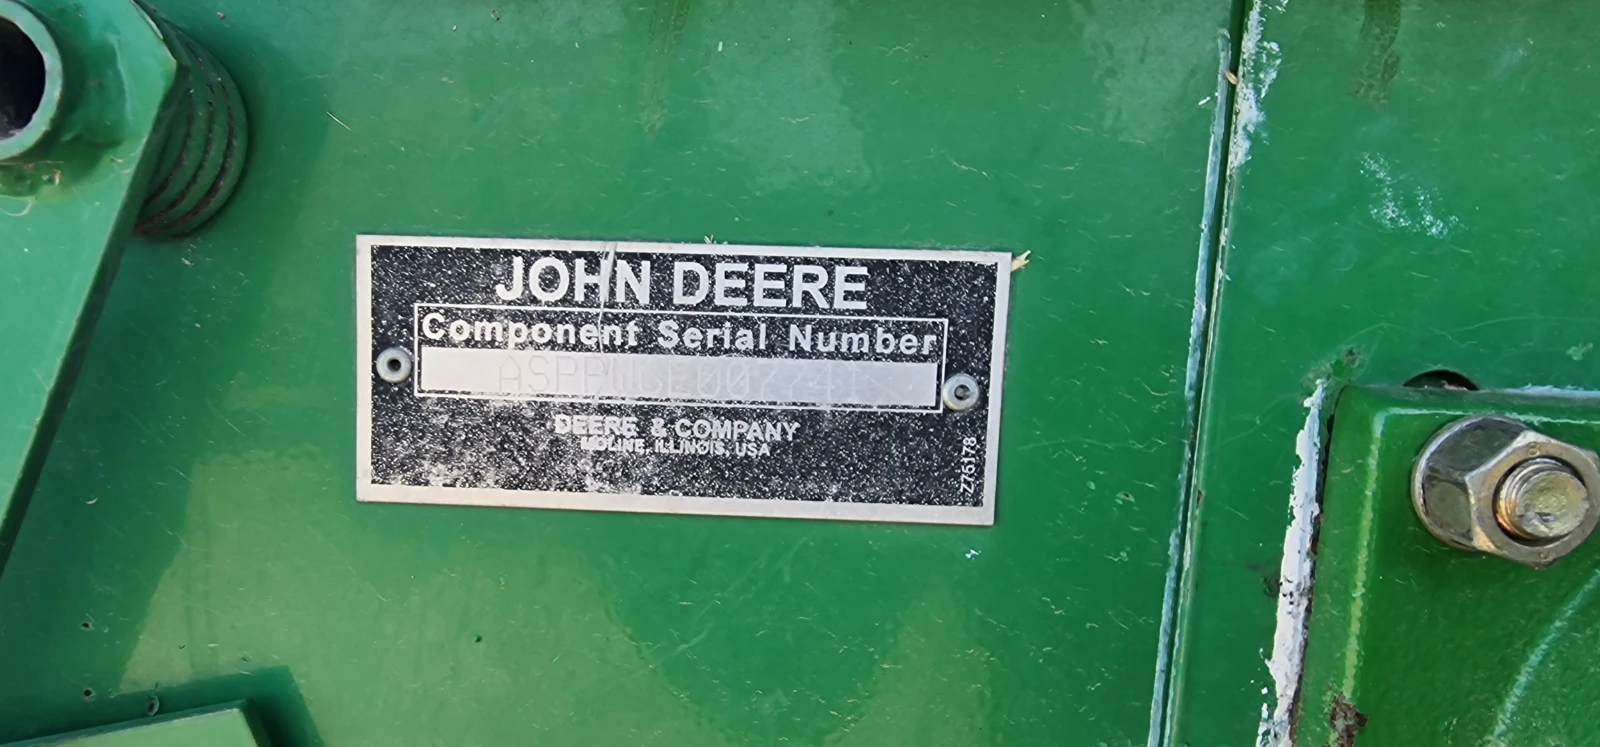 JOHN DEERE
Component Serial Number
DEERE & COMPANY
MOLINE, ILLINOIS, USA
Z76178